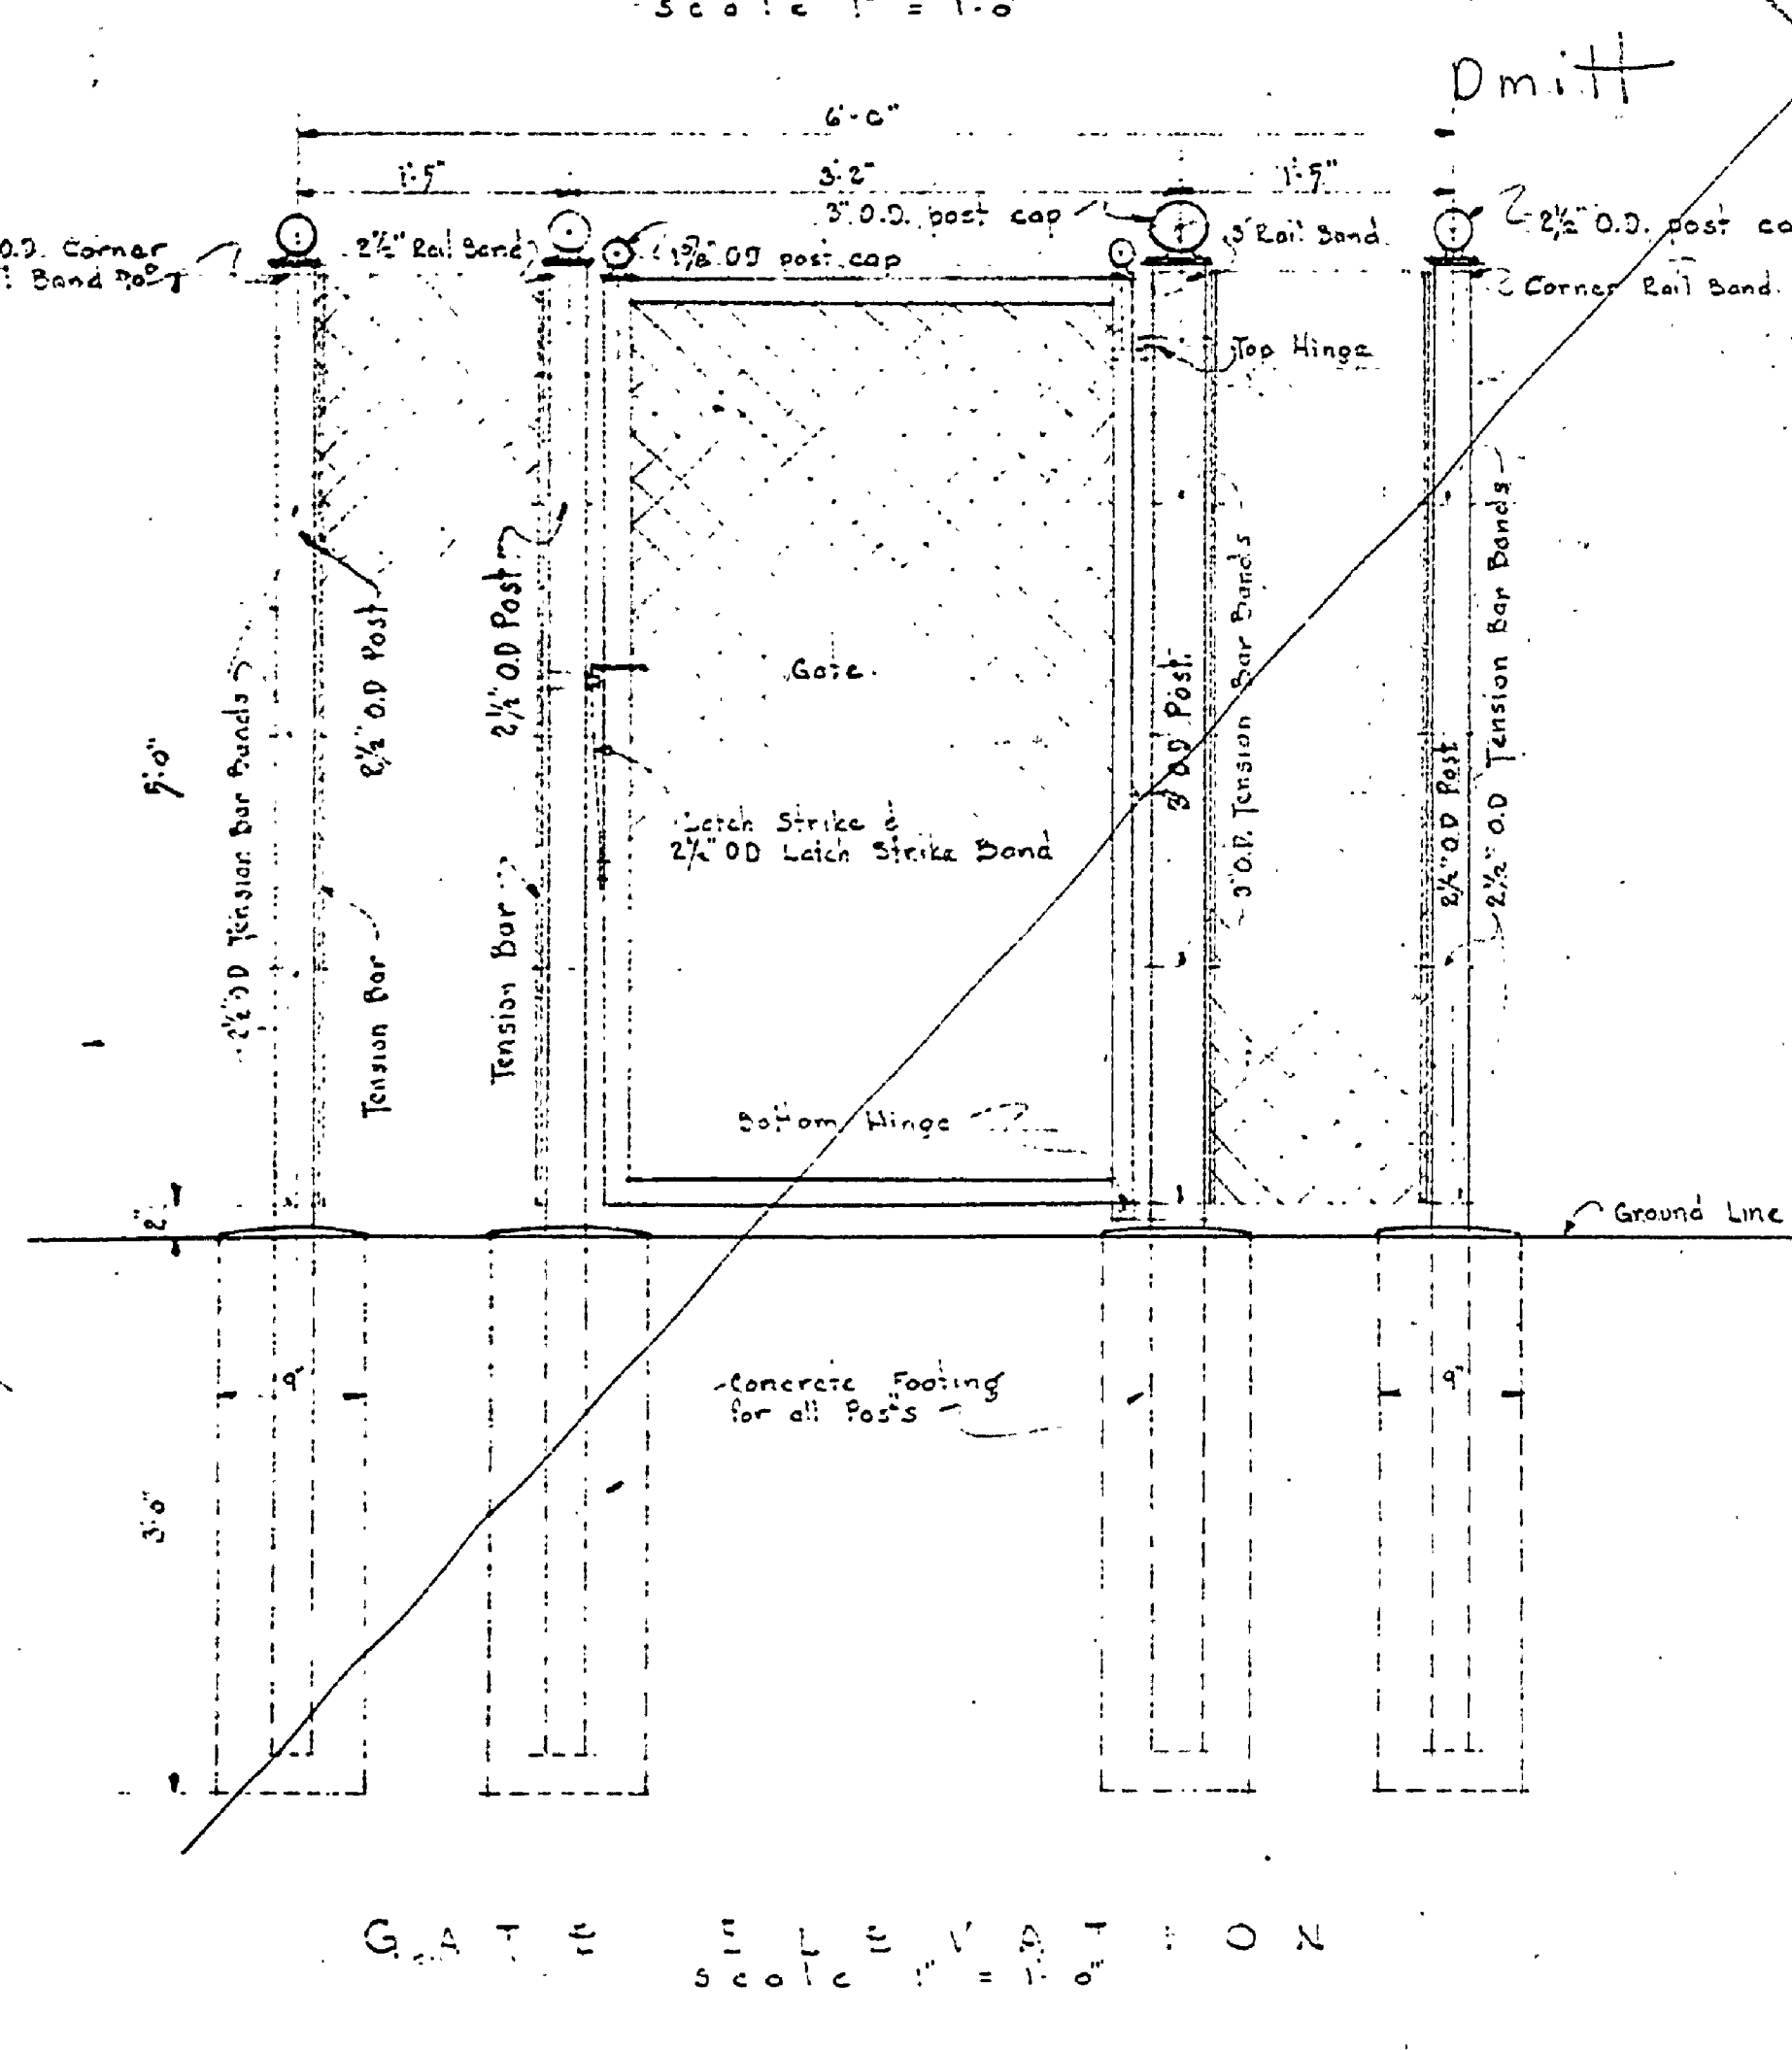 scale 1" = 1'-0
Omitt
6'-0"
1'-5"
3'-2"
1'-5"
O.D. Corner
Band
2½" Rail Band
1⅝" OD post cap
3" O.D. post cap
3" Rail Band
2½" O.D. post ca
Corner Rail Band.
Top Hinge
5'-0"
2½" OD Tension Bar Bands
2½" O.D Post
2½" O.D Post
Gate
3" O.D Post
3" O.D. Tension Bar Bands
2½" O.D Post
2½" O.D Tension Bar Bands
Latch Strike &
2½" OD Latch Strike Band
Tension Bar
Tension Bar
Bottom Hinge
2"
Ground Line
9"
9"
Concrete Footing
for all Posts
3'-0"
GATE ELEVATION
scale 1" = 1'-0"